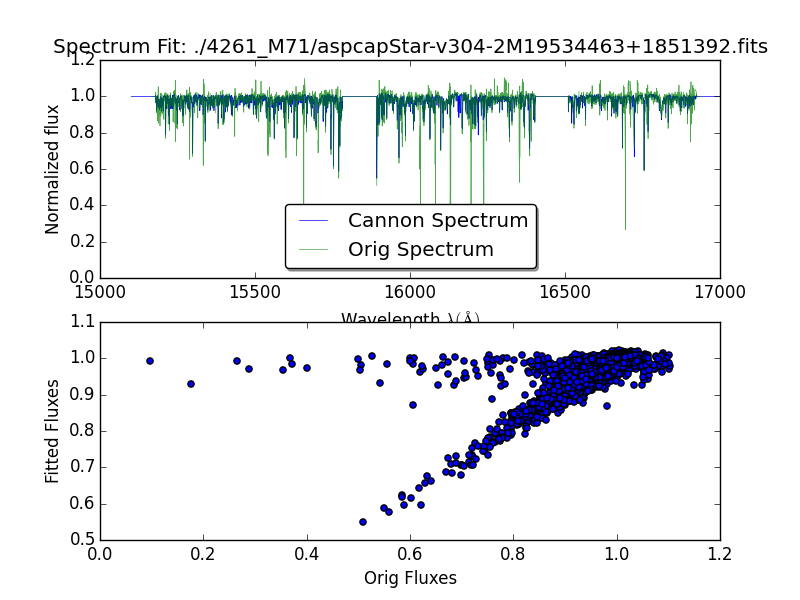 Spectrum Fit: ./4261_M71/aspcapStar-v304-2M19534463+1851392.fits
1.2
1.0
0.8
0.6
0.4
0.2
0.0
Normalized flux
Cannon Spectrum
Orig Spectrum
15000 15500 16000 16500 17000
Wavelength λ(Å)
1.1
1.0
0.9
0.8
0.7
0.6
0.5
Fitted Fluxes
0.0 0.2 0.4 0.6 0.8 1.0 1.2
Orig Fluxes